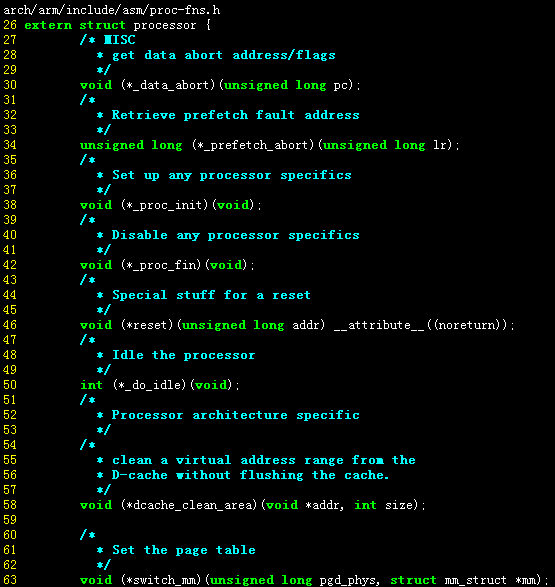 arch/arm/include/asm/proc-fns.h
26 extern struct processor {
27 /* MISC
28 * get data abort address/flags
29 */
30 void (*_data_abort)(unsigned long pc);
31 /*
32 * Retrieve prefetch fault address
33 */
34 unsigned long (*_prefetch_abort)(unsigned long lr);
35 /*
36 * Set up any processor specifics
37 */
38 void (*_proc_init)(void);
39 /*
40 * Disable any processor specifics
41 */
42 void (*_proc_fin)(void);
43 /*
44 * Special stuff for a reset
45 */
46 void (*reset)(unsigned long addr) __attribute__((noreturn));
47 /*
48 * Idle the processor
49 */
50 int (*_do_idle)(void);
51 /*
52 * Processor architecture specific
53 */
54 /*
55 * clean a virtual address range from the
56 * D-cache without flushing the cache.
57 */
58 void (*dcache_clean_area)(void *addr, int size);
59
60 /*
61 * Set the page table
62 */
63 void (*switch_mm)(unsigned long pgd_phys, struct mm_struct *mm);